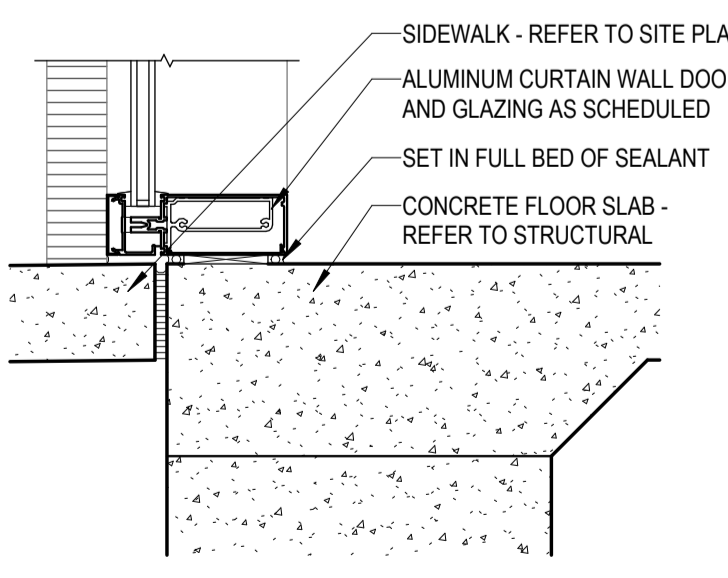 SIDEWALK - REFER TO SITE PLA
ALUMINUM CURTAIN WALL DOO
AND GLAZING AS SCHEDULED
SET IN FULL BED OF SEALANT
CONCRETE FLOOR SLAB -
REFER TO STRUCTURAL